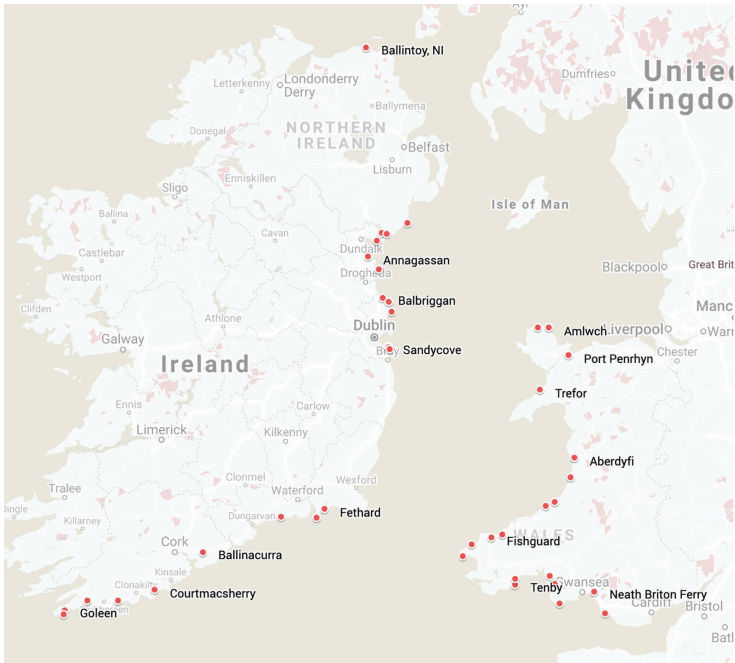 Ballintoy, NI
Londonderry
Derry
Letterkenny
Ballymena
Donegal
NORTHERN
IRELAND
Belfast
Lisburn
Enniskillen
Sligo
Dumfries
United
Kingdo
Isle of Man
Ballina
Cavan
Castlebar
Westport
Dundalk
Annagassan
Drogheda
Clifden
Athlone
Balbriggan
Dublin
Galway
Bray
Sandycove
Ireland
Blackpool
Great Brit
Manc
Amlwch
Liverpool
Warr
Port Penrhyn
Chester
Trefor
Ennis
Carlow
Limerick
Kilkenny
Aberdyfi
Clonmel
Wexford
Tralee
Waterford
Dingle
Killarney
Dungarvan
Fethard
Cork
Ballinacurra
WALES
Fishguard
Kinsale
Clonakilty
Courtmacsherry
Goleen
Tenby
Swansea
Neath Briton Ferry
Cardiff
Bristol
Bat